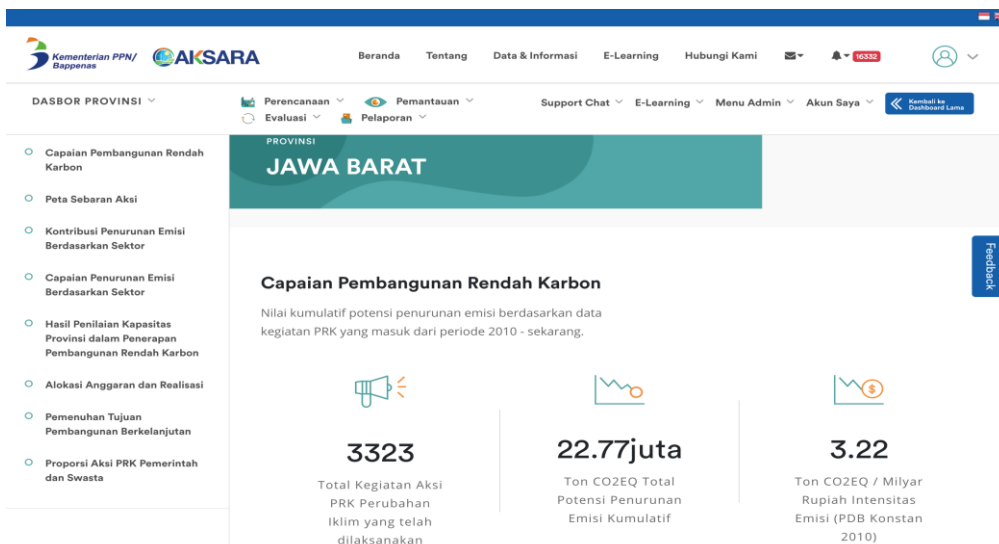 Kementerian PPN/
Bappenas
AKSARA
Beranda Tentang Data & Informasi E-Learning Hubungi Kami 16332
DASBOR PROVINSI
Perencanaan Pemantauan
Evaluasi Pelaporan
Support Chat E-Learning Menu Admin Akun Saya
Kembali ke
Dashboard Lama
Capaian Pembangunan Rendah
Karbon
Peta Sebaran Aksi
Kontribusi Penurunan Emisi
Berdasarkan Sektor
Capaian Penurunan Emisi
Berdasarkan Sektor
Hasil Penilaian Kapasitas
Provinsi dalam Penerapan
Pembangunan Rendah Karbon
Alokasi Anggaran dan Realisasi
Pemenuhan Tujuan
Pembangunan Berkelanjutan
Proporsi Aksi PRK Pemerintah
dan Swasta
PROVINSI
JAWA BARAT
Feedback
Capaian Pembangunan Rendah Karbon
Nilai kumulatif potensi penurunan emisi berdasarkan data
kegiatan PRK yang masuk dari periode 2010 - sekarang.
3323
Total Kegiatan Aksi
PRK Perubahan
Iklim yang telah
dilaksanakan
22.77juta
Ton CO2EQ Total
Potensi Penurunan
Emisi Kumulatif
3.22
Ton CO2EQ / Milyar
Rupiah Intensitas
Emisi (PDB Konstan
2010)